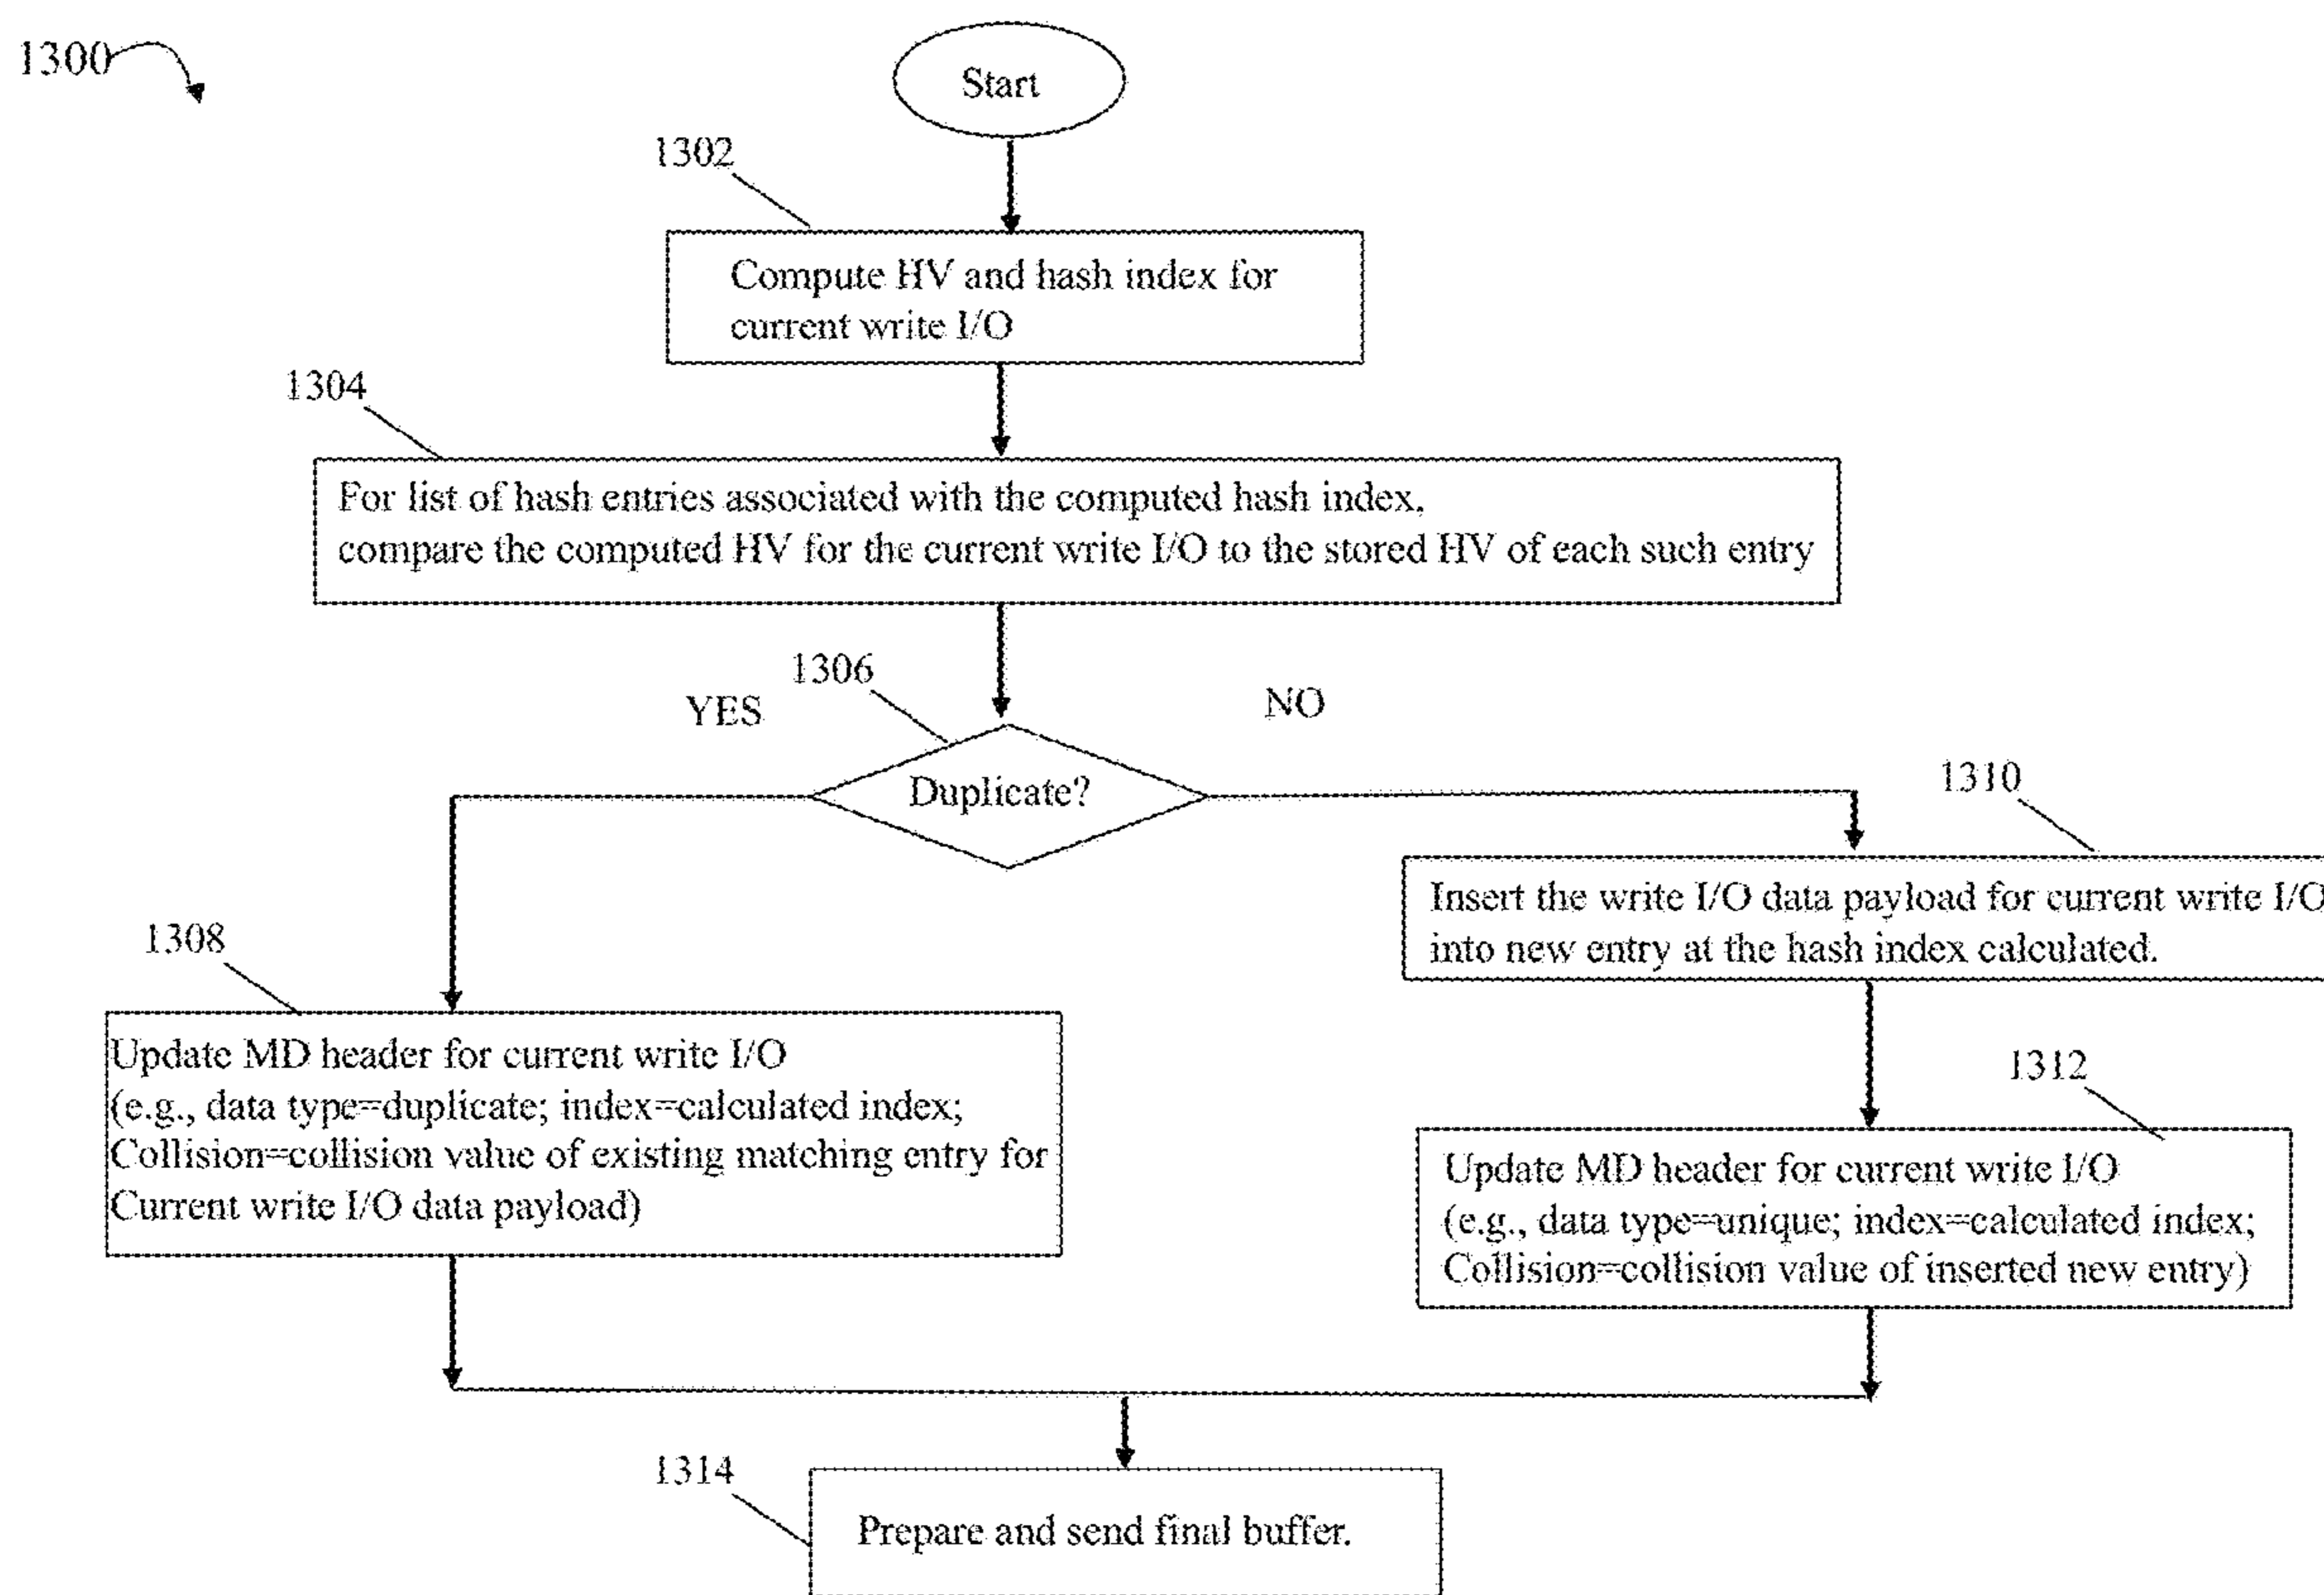 1300
Start
1302
Compute HV and hash index for
current write I/O
1304
For list of hash entries associated with the computed hash index,
compare the computed HV for the current write I/O to the stored HV of each such entry
1306
YES
NO
Duplicate?
1310
Insert the write I/O data payload for current write I/O
into new entry at the hash index calculated.
1308
Update MD header for current write I/O
(e.g., data type=duplicate; index=calculated index;
Collision=collision value of existing matching entry for
Current write I/O data payload)
1312
Update MD header for current write I/O
(e.g., data type=unique; index=calculated index;
Collision=collision value of inserted new entry)
1314
Prepare and send final buffer.